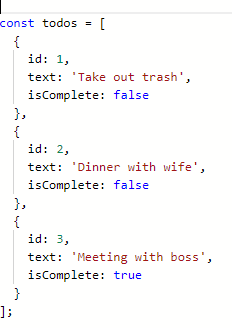 const todos = [
  {
    id: 1,
    text: 'Take out trash',
    isComplete: false
  },
  {
    id: 2,
    text: 'Dinner with wife',
    isComplete: false
  },
  {
    id: 3,
    text: 'Meeting with boss',
    isComplete: true
  }
];